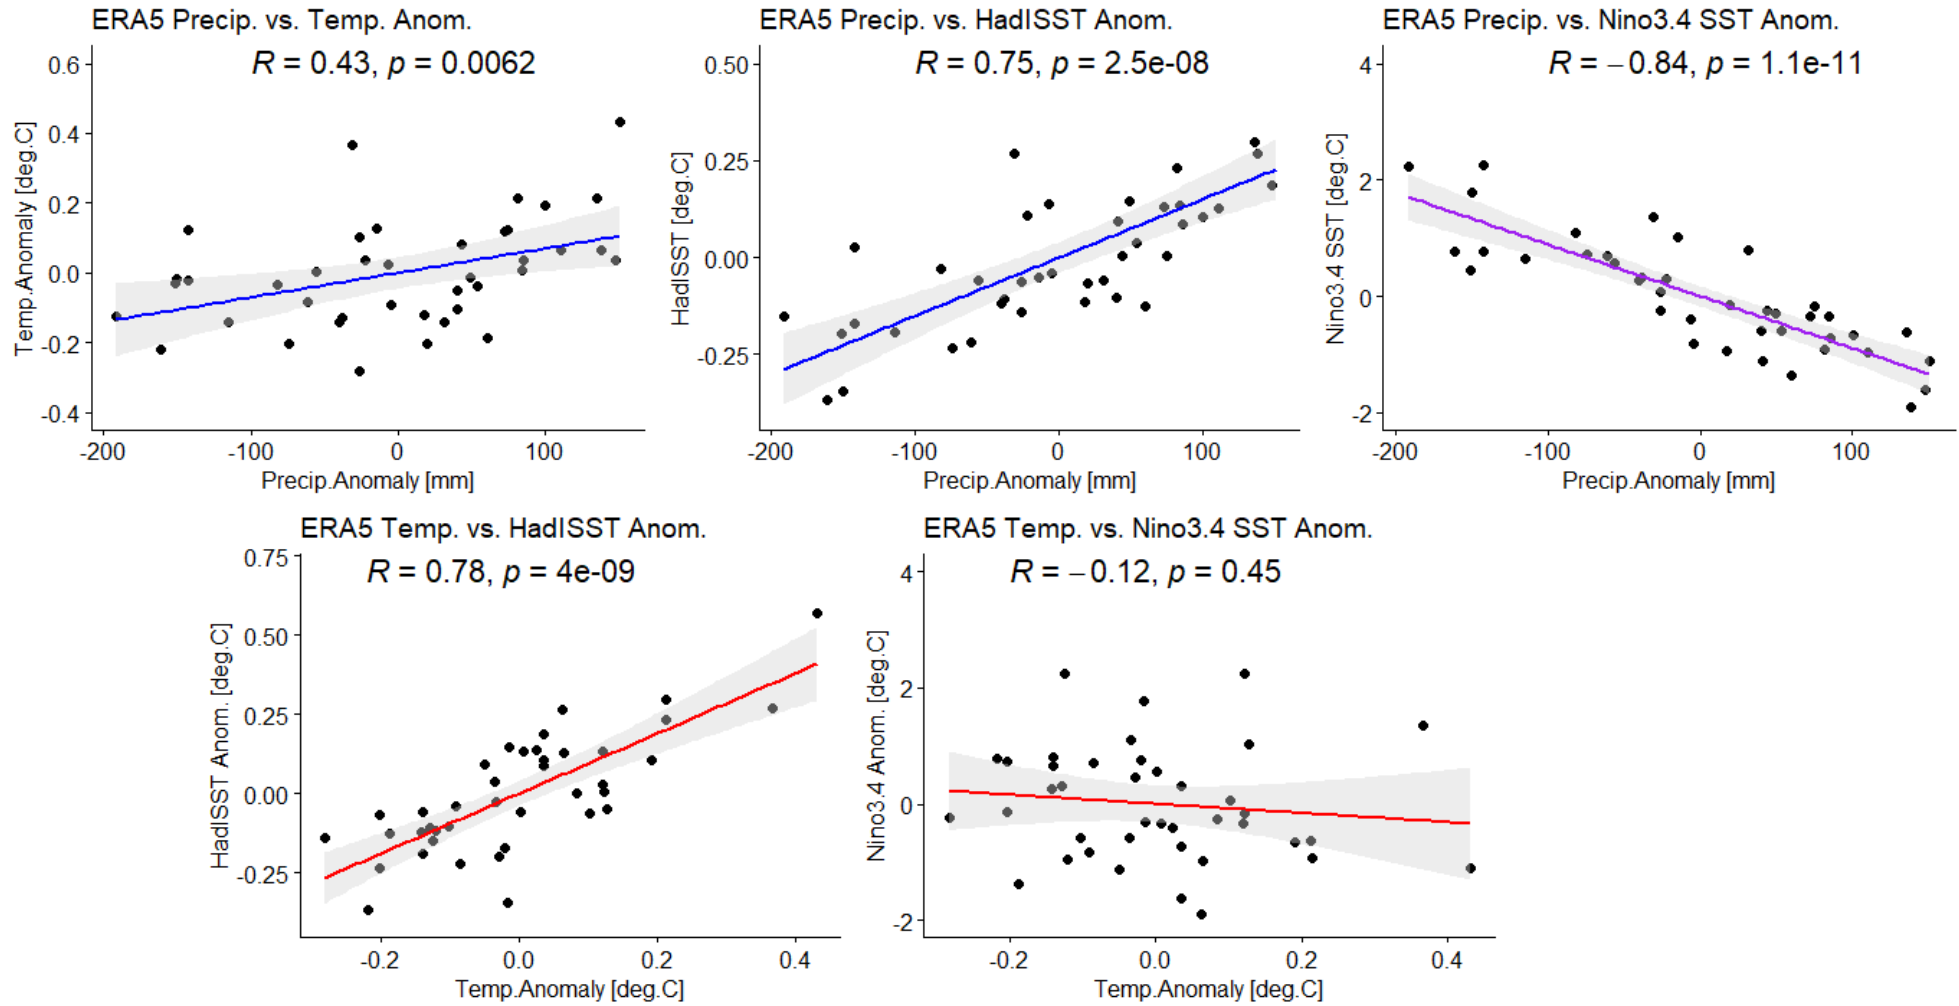 ERA5 Precip. vs. Temp. Anom.
R = 0.43, p = 0.0062
Temp.Anomaly [deg.C]
0.6
0.4
0.2
0.0
-0.2
-0.4
-200 -100 0 100
Precip.Anomaly [mm]
ERA5 Precip. vs. HadISST Anom.
R = 0.75, p = 2.5e-08
HadISST [deg.C]
0.50
0.25
0.00
-0.25
-200 -100 0 100
Precip.Anomaly [mm]
ERA5 Precip. vs. Nino3.4 SST Anom.
R = −0.84, p = 1.1e-11
Nino3.4 SST [deg.C]
4
2
0
-2
-200 -100 0 100
Precip.Anomaly [mm]
ERA5 Temp. vs. HadISST Anom.
R = 0.78, p = 4e-09
HadISST Anom. [deg.C]
0.75
0.50
0.25
0.00
-0.25
-0.2 0.0 0.2 0.4
Temp.Anomaly [deg.C]
ERA5 Temp. vs. Nino3.4 SST Anom.
R = −0.12, p = 0.45
Nino3.4 Anom. [deg.C]
4
2
0
-2
-0.2 0.0 0.2 0.4
Temp.Anomaly [deg.C]